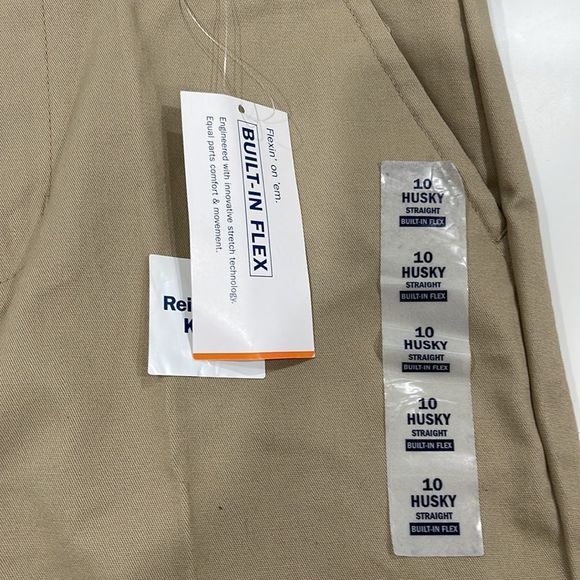 Flexin' on 'em.
BUILT-IN FLEX
Engineered with innovative stretch technology.
Equal parts comfort & movement.
Rei
K
10
HUSKY
STRAIGHT
BUILT-IN FLEX
10
HUSKY
STRAIGHT
BUILT-IN FLEX
10
HUSKY
STRAIGHT
BUILT-IN FLEX
10
HUSKY
STRAIGHT
BUILT-IN FLEX
10
HUSKY
STRAIGHT
BUILT-IN FLEX